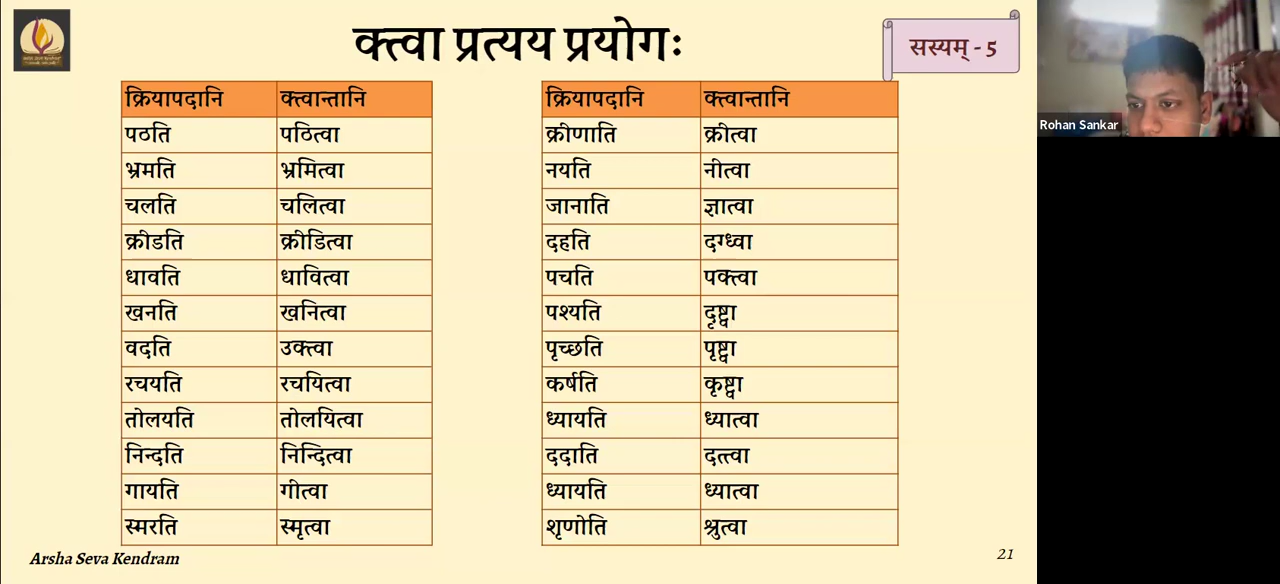 क्त्वा प्रत्यय प्रयोगः
सस्यम् - 5
क्रियापदानि क्त्वान्तानि
पठति पठित्वा
भ्रमति भ्रमित्वा
चलति चलित्वा
क्रीडति क्रीडित्वा
धावति धावित्वा
खनति खनित्वा
वदति उक्त्वा
रचयति रचयित्वा
तोलयति तोलयित्वा
निन्दति निन्दित्वा
गायति गीत्वा
स्मरति स्मृत्वा
क्रियापदानि क्त्वान्तानि
क्रीणाति क्रीत्वा
नयति नीत्वा
जानाति ज्ञात्वा
दहति दग्ध्वा
पचति पक्त्वा
पश्यति दृष्ट्वा
पृच्छति पृष्ट्वा
कर्षति कृष्ट्वा
ध्यायति ध्यात्वा
ददाति दत्त्वा
ध्यायति ध्यात्वा
शृणोति श्रुत्वा
Arsha Seva Kendram
21
Rohan Sankar